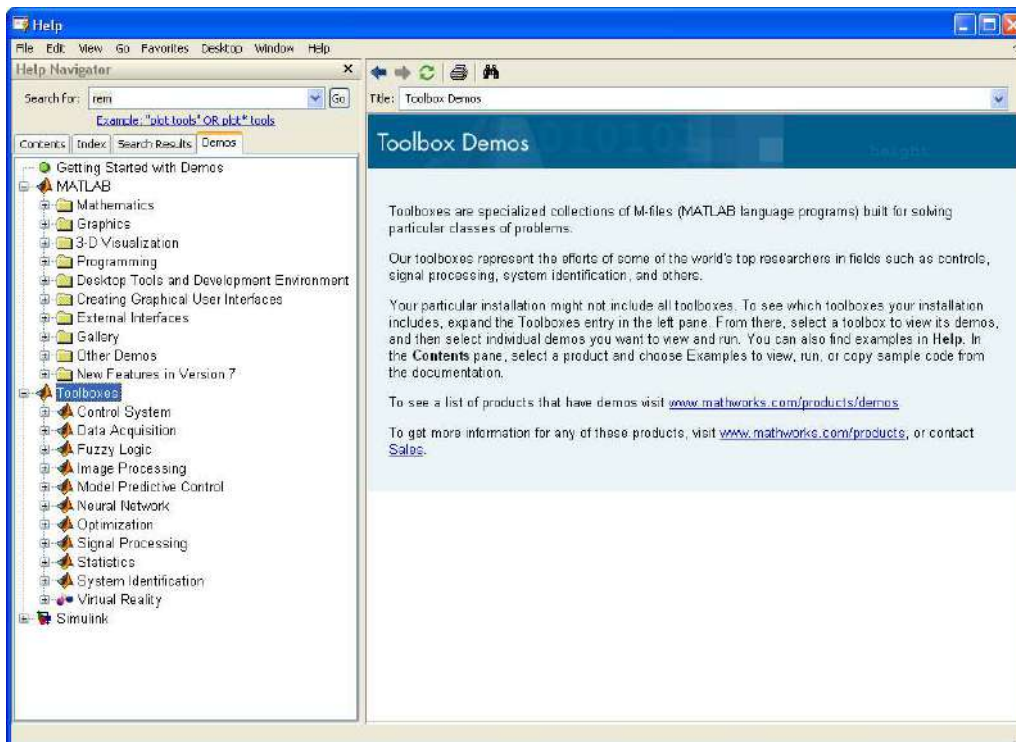 Help
File Edit View Go Favorites Desktop Window Help
Help Navigator
Search for: rem Go
Example: "plot tools" OR plot* tools
Contents Index Search Results Demos
Getting Started with Demos
MATLAB
Mathematics
Graphics
3-D Visualization
Programming
Desktop Tools and Development Environment
Creating Graphical User Interfaces
External Interfaces
Gallery
Other Demos
New Features in Version 7
Toolboxes
Control System
Data Acquisition
Fuzzy Logic
Image Processing
Model Predictive Control
Neural Network
Optimization
Signal Processing
Statistics
System Identification
Virtual Reality
Simulink
Title: Toolbox Demos
Toolbox Demos
height
Toolboxes are specialized collections of M-files (MATLAB language programs) built for solving
particular classes of problems.
Our toolboxes represent the efforts of some of the world's top researchers in fields such as controls,
signal processing, system identification, and others.
Your particular installation might not include all toolboxes. To see which toolboxes your installation
includes, expand the Toolboxes entry in the left pane. From there, select a toolbox to view its demos,
and then select individual demos you want to view and run. You can also find examples in Help. In
the Contents pane, select a product and choose Examples to view, run, or copy sample code from
the documentation.
To see a list of products that have demos visit www.mathworks.com/products/demos
To get more information for any of these products, visit www.mathworks.com/products, or contact
Sales.